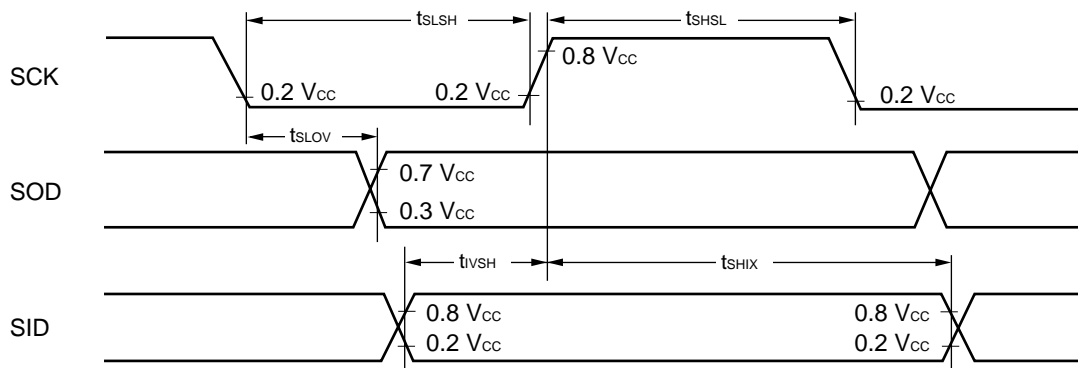 tSLSH tSHSL
SCK 0.8 VCC
0.2 VCC 0.2 VCC 0.2 VCC
tSLOV
SOD 0.7 VCC
0.3 VCC
tIVSH tSHIX
SID 0.8 VCC 0.8 VCC
0.2 VCC 0.2 VCC